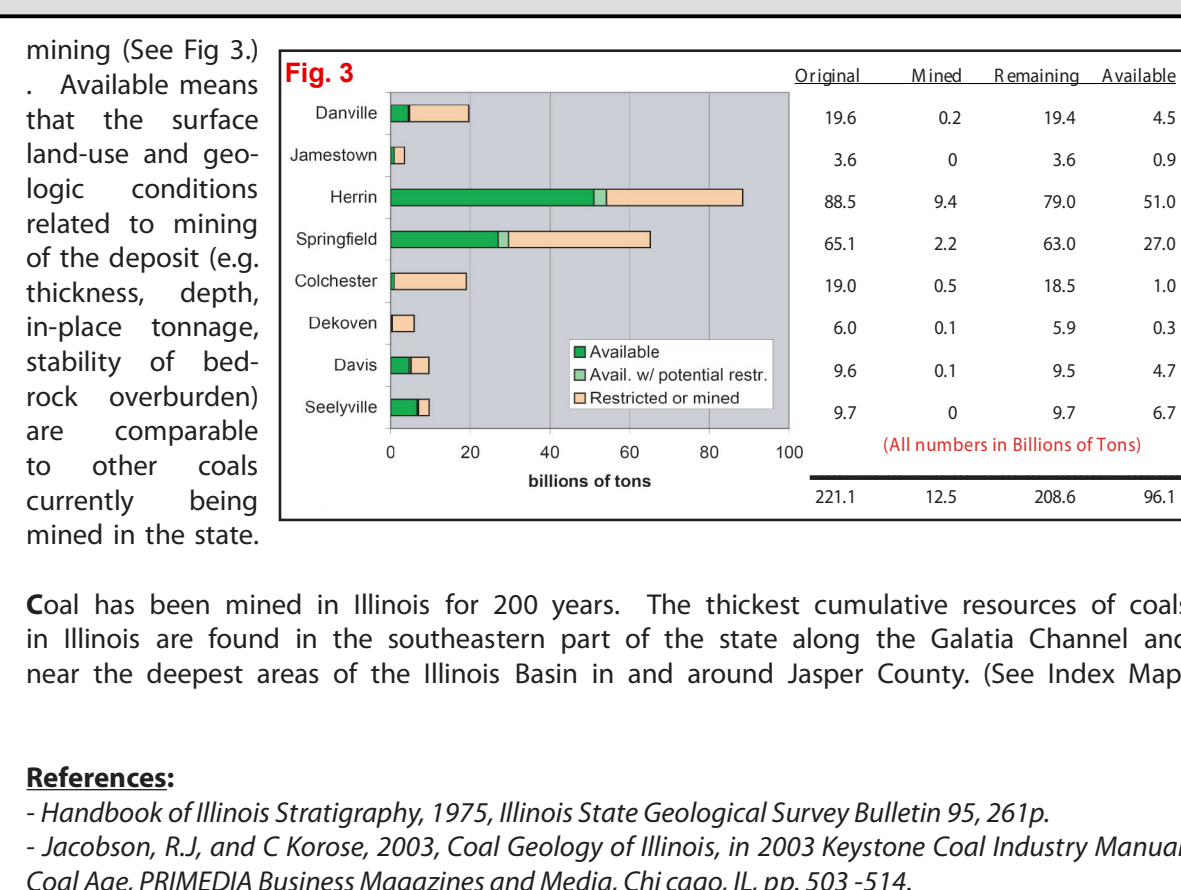 mining (See Fig 3.)
. Available means
that the surface
land-use and geo-
logic conditions
related to mining
of the deposit (e.g.
thickness, depth,
in-place tonnage,
stability of bed-
rock overburden)
are comparable
to other coals
currently being
mined in the state.
Fig. 3
Original Mined Remaining Available
Danville 19.6 0.2 19.4 4.5
Jamestown 3.6 0 3.6 0.9
Herrin 88.5 9.4 79.0 51.0
Springfield 65.1 2.2 63.0 27.0
Colchester 19.0 0.5 18.5 1.0
Dekoven 6.0 0.1 5.9 0.3
Davis 9.6 0.1 9.5 4.7
Seelyville 9.7 0 9.7 6.7
Available
Avail. w/ potential restr.
Restricted or mined
0 20 40 60 80 100
billions of tons
(All numbers in Billions of Tons)
221.1 12.5 208.6 96.1
Coal has been mined in Illinois for 200 years. The thickest cumulative resources of coals
in Illinois are found in the southeastern part of the state along the Galatia Channel and
near the deepest areas of the Illinois Basin in and around Jasper County. (See Index Map
References:
- Handbook of Illinois Stratigraphy, 1975, Illinois State Geological Survey Bulletin 95, 261p.
- Jacobson, R.J, and C Korose, 2003, Coal Geology of Illinois, in 2003 Keystone Coal Industry Manual
Coal Age, PRIMEDIA Business Magazines and Media, Chi cago, IL, pp. 503 -514.